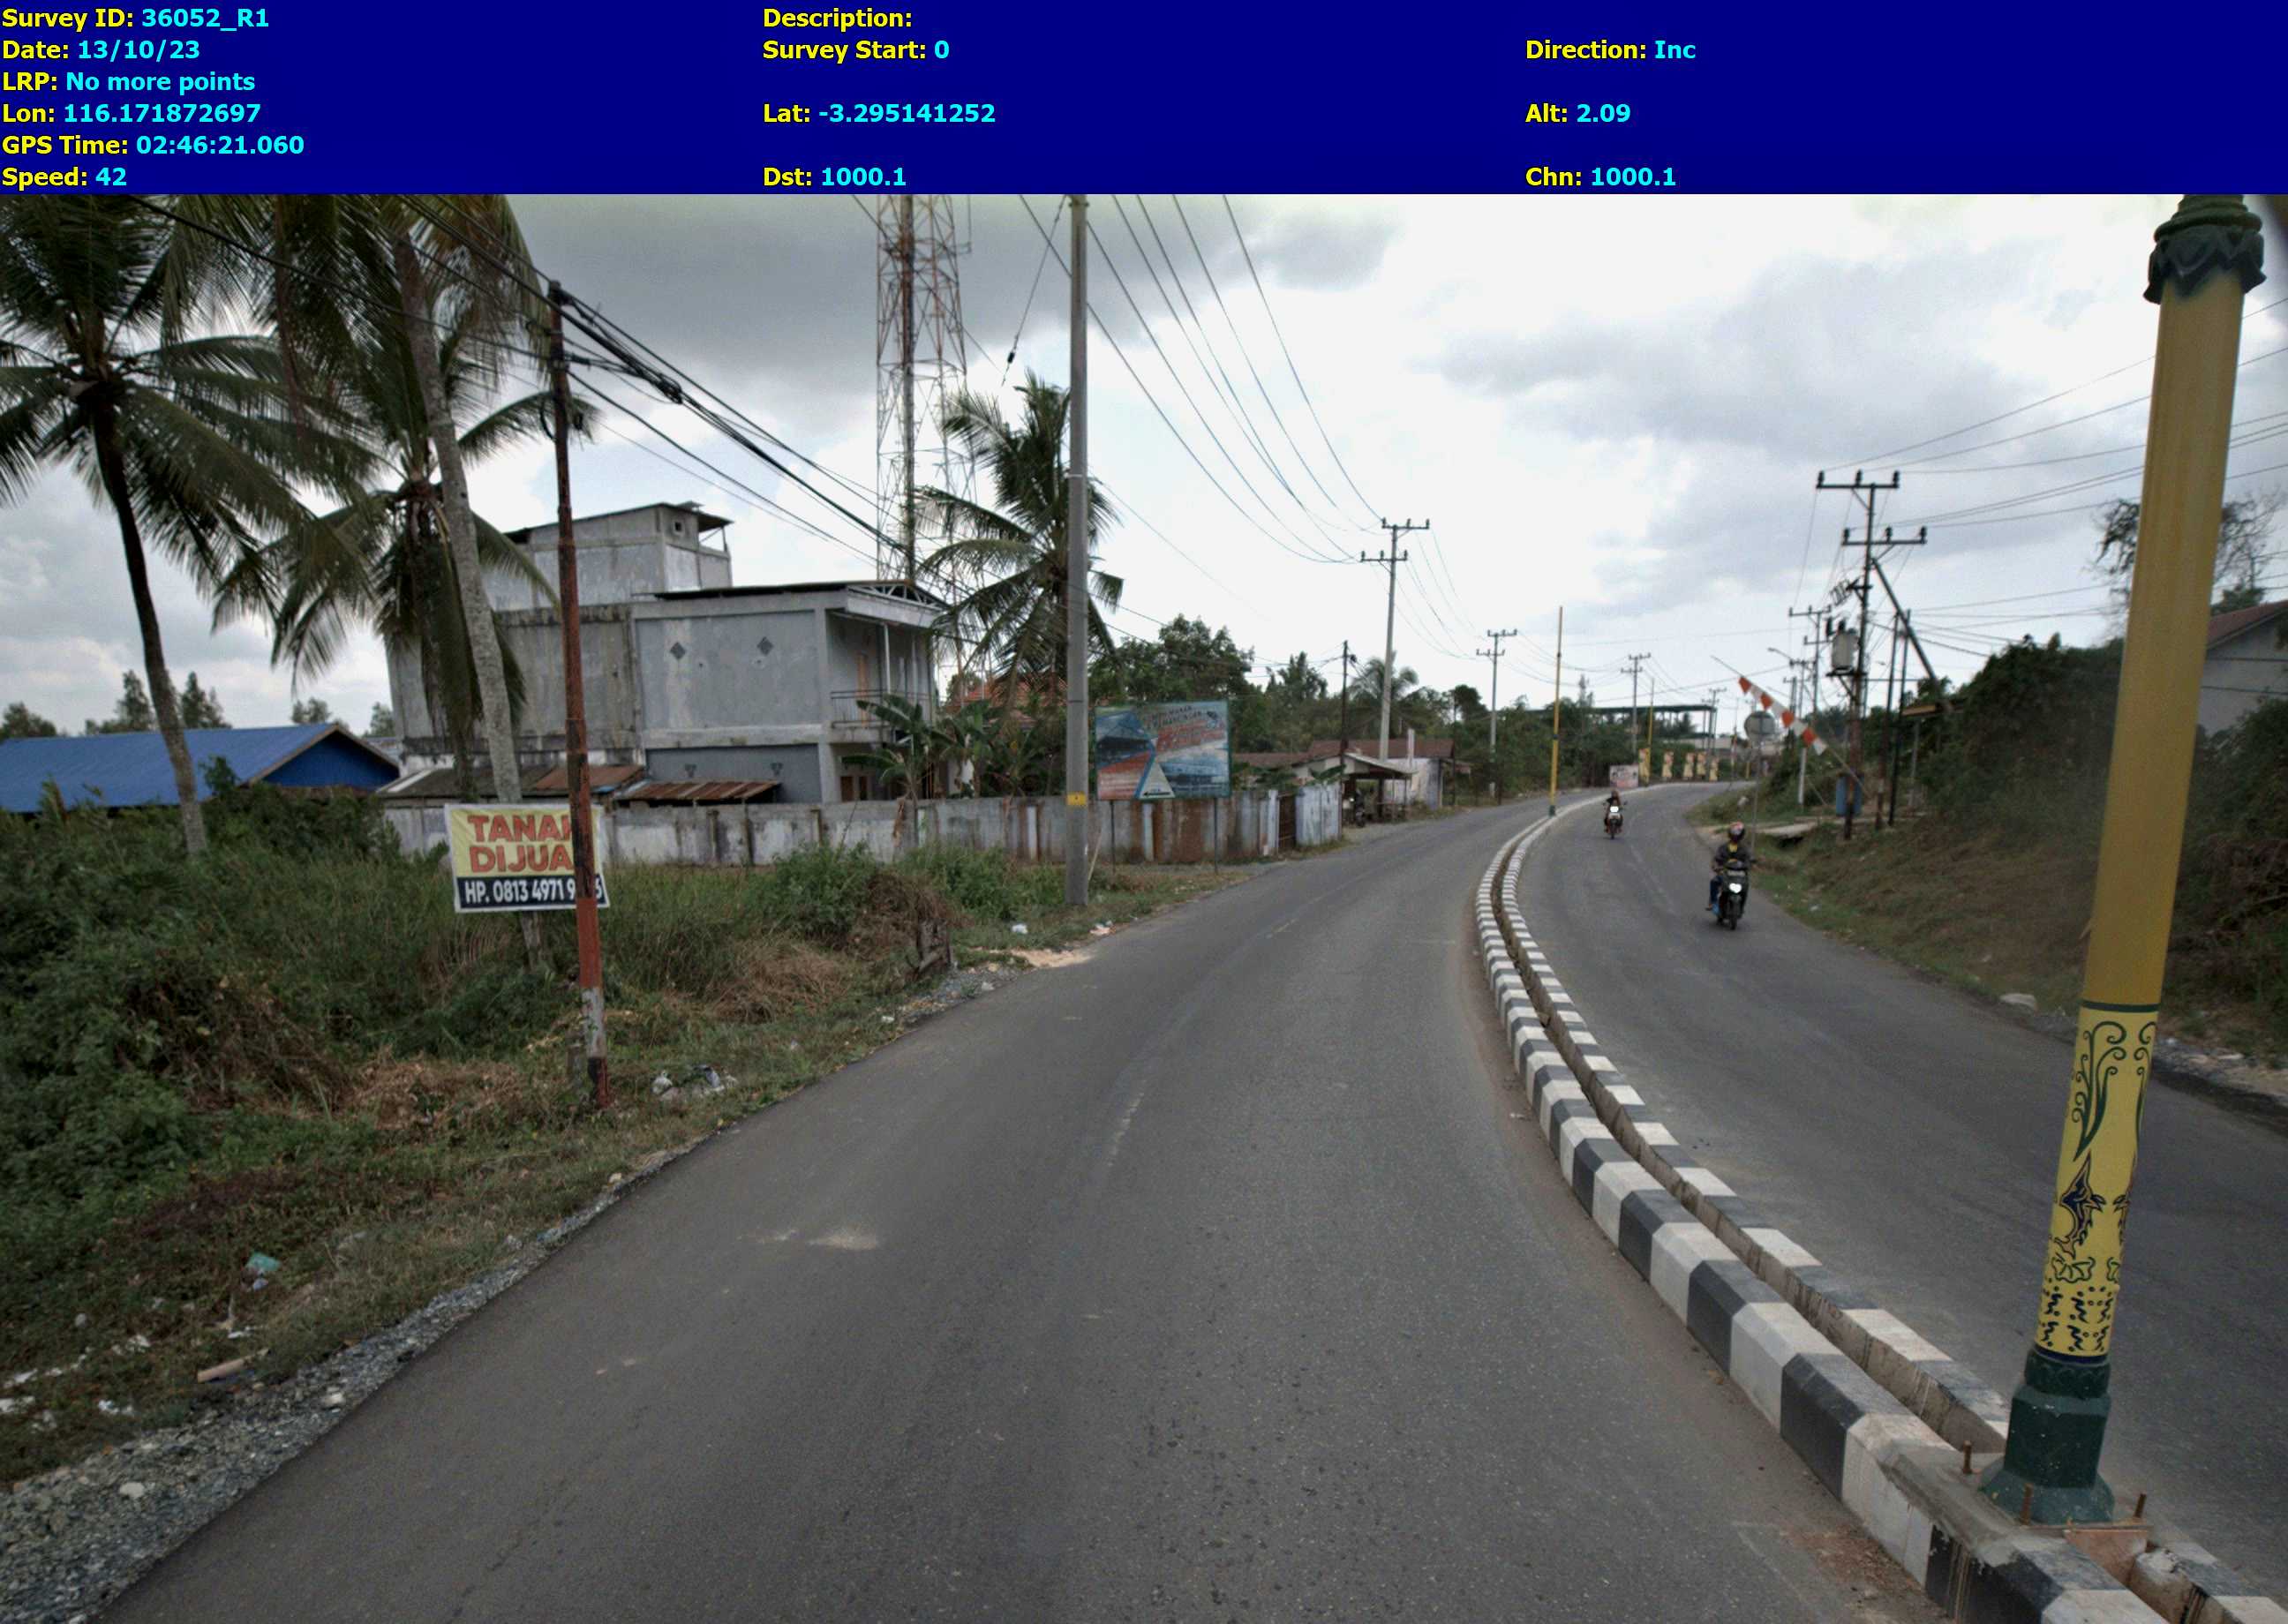 Survey ID: 36052_R1
Description:
Date: 13/10/23
Survey Start: 0
Direction: Inc
LRP: No more points
Lon: 116.171872697
Lat: -3.295141252
Alt: 2.09
GPS Time: 02:46:21.060
Speed: 42
Dst: 1000.1
Chn: 1000.1
TANAH
DIJUA
HP. 0813 4971